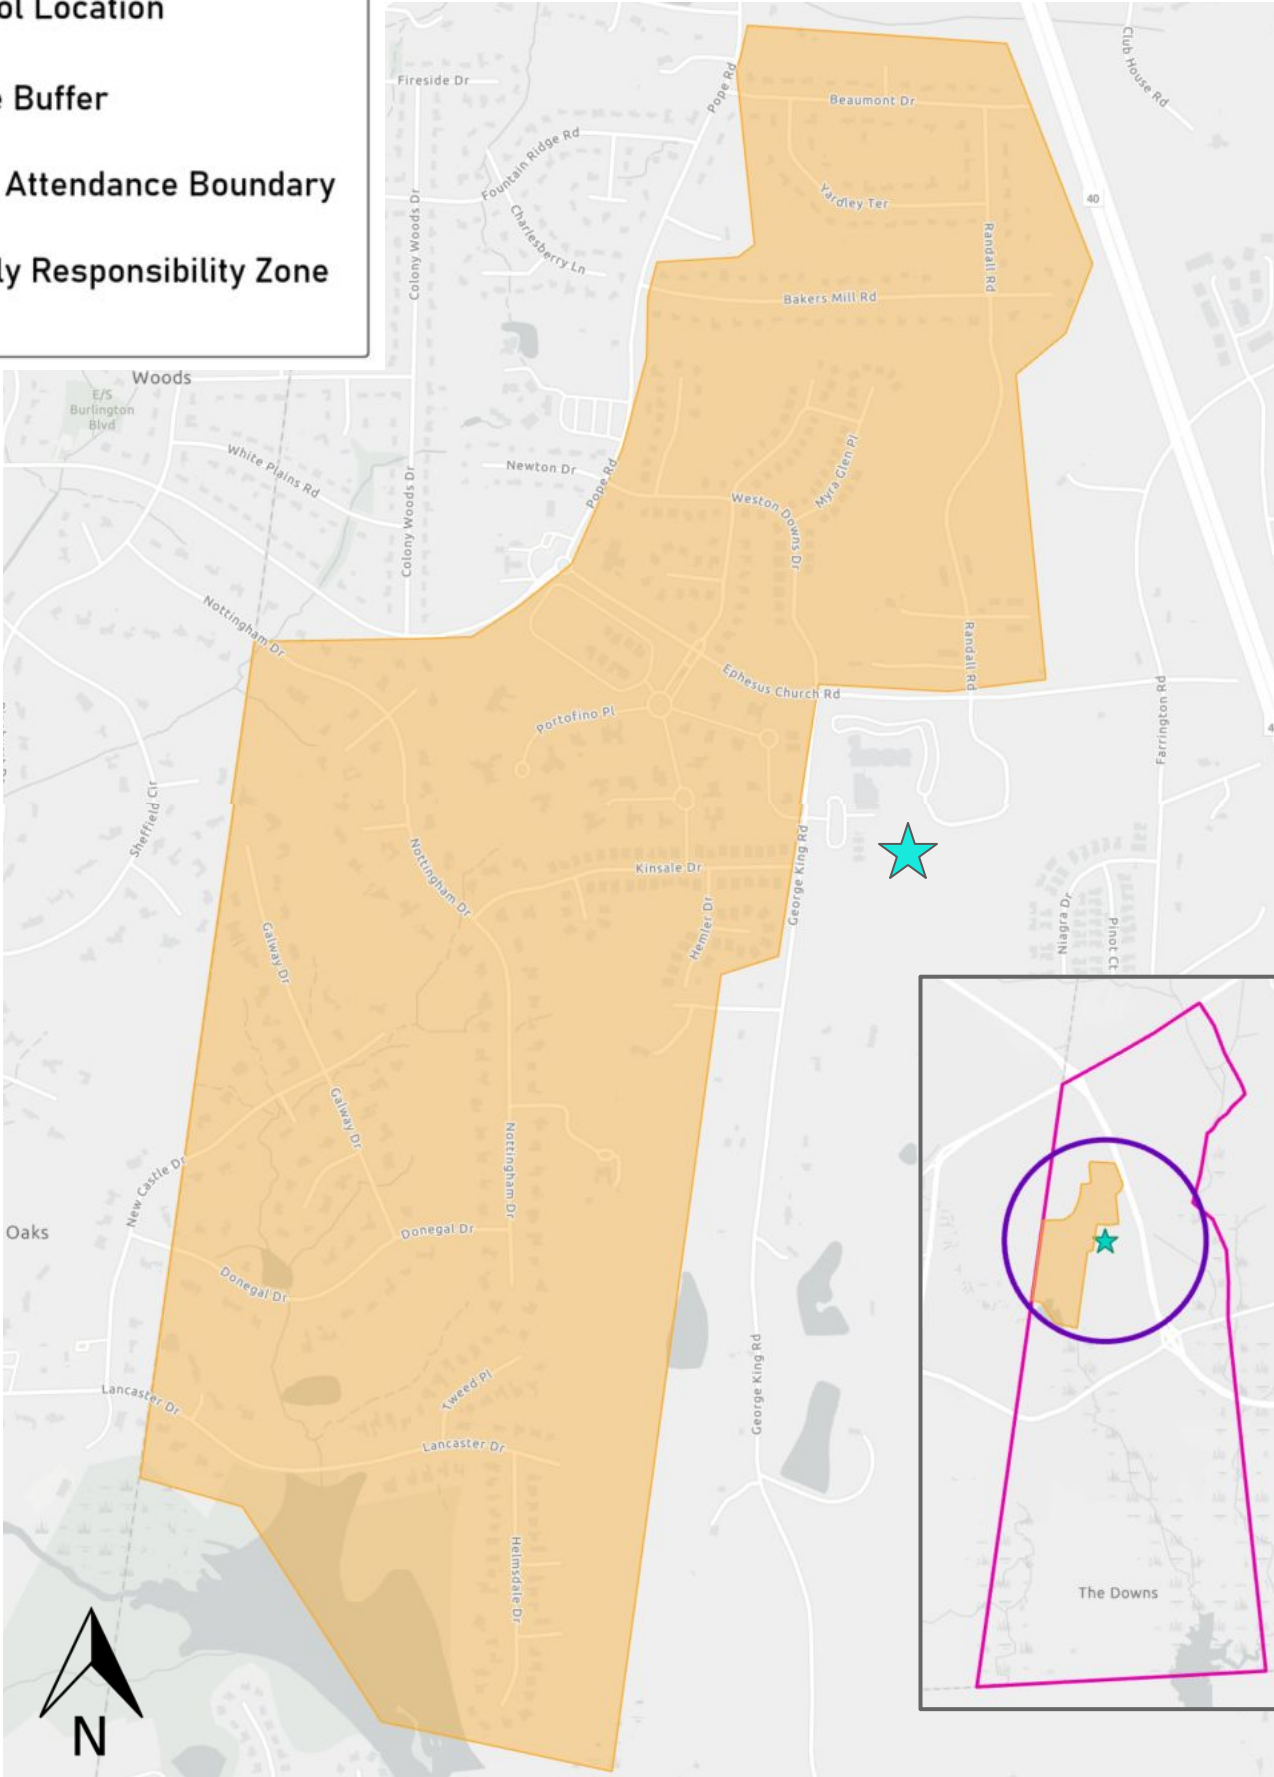 ol Location
Buffer
Attendance Boundary
ly Responsibility Zone
Fireside Dr
Pope Rd
Club House Rd
Beaumont Dr
Fountain Ridge Rd
Yardley Ter
40
Colony Woods Dr
Charlesberry Ln
Randall Rd
Bakers Mill Rd
Woods
E/S
Burlington
Blvd
White Plains Rd
Newton Dr
Pope Rd
Myra Glen Pl
Weston Downs Dr
Colony Woods Dr
Nottingham Dr
Randall Rd
Ephesus Church Rd
Portofino Pl
Farrington Rd
4
Sheffield Cir
Nottingham Dr
Kinsale Dr
George King Rd
Hemler Dr
Niagra Dr
Pinot Ct
Galway Dr
Galway Dr
Nottingham Dr
New Castle Dr
Oaks
Donegal Dr
Donegal Dr
Tweed Pl
Lancaster Dr
George King Rd
Lancaster Dr
Helmsdale Dr
The Downs
N